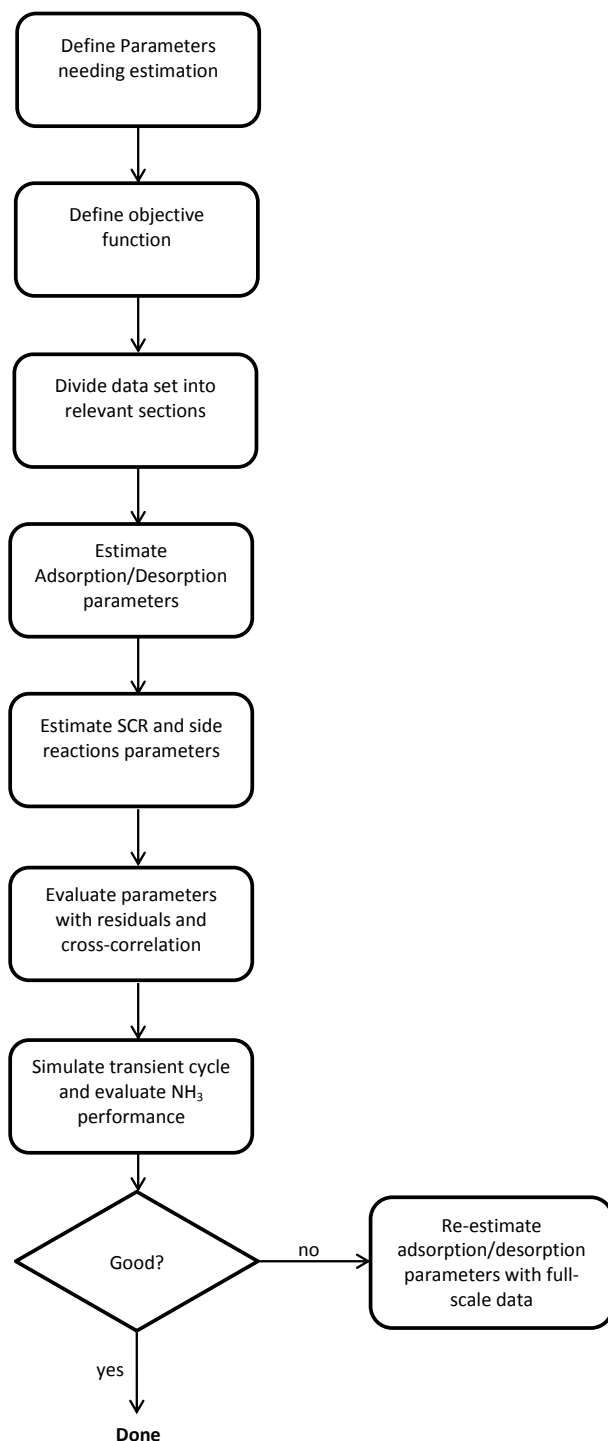 Define Parameters
needing estimation
Define objective
function
Divide data set into
relevant sections
Estimate
Adsorption/Desorption
parameters
Estimate SCR and side
reactions parameters
Evaluate parameters
with residuals and
cross-correlation
Simulate transient cycle
and evaluate NH₃
performance
Good?
no
Re-estimate
adsorption/desorption
parameters with full-
scale data
yes
Done